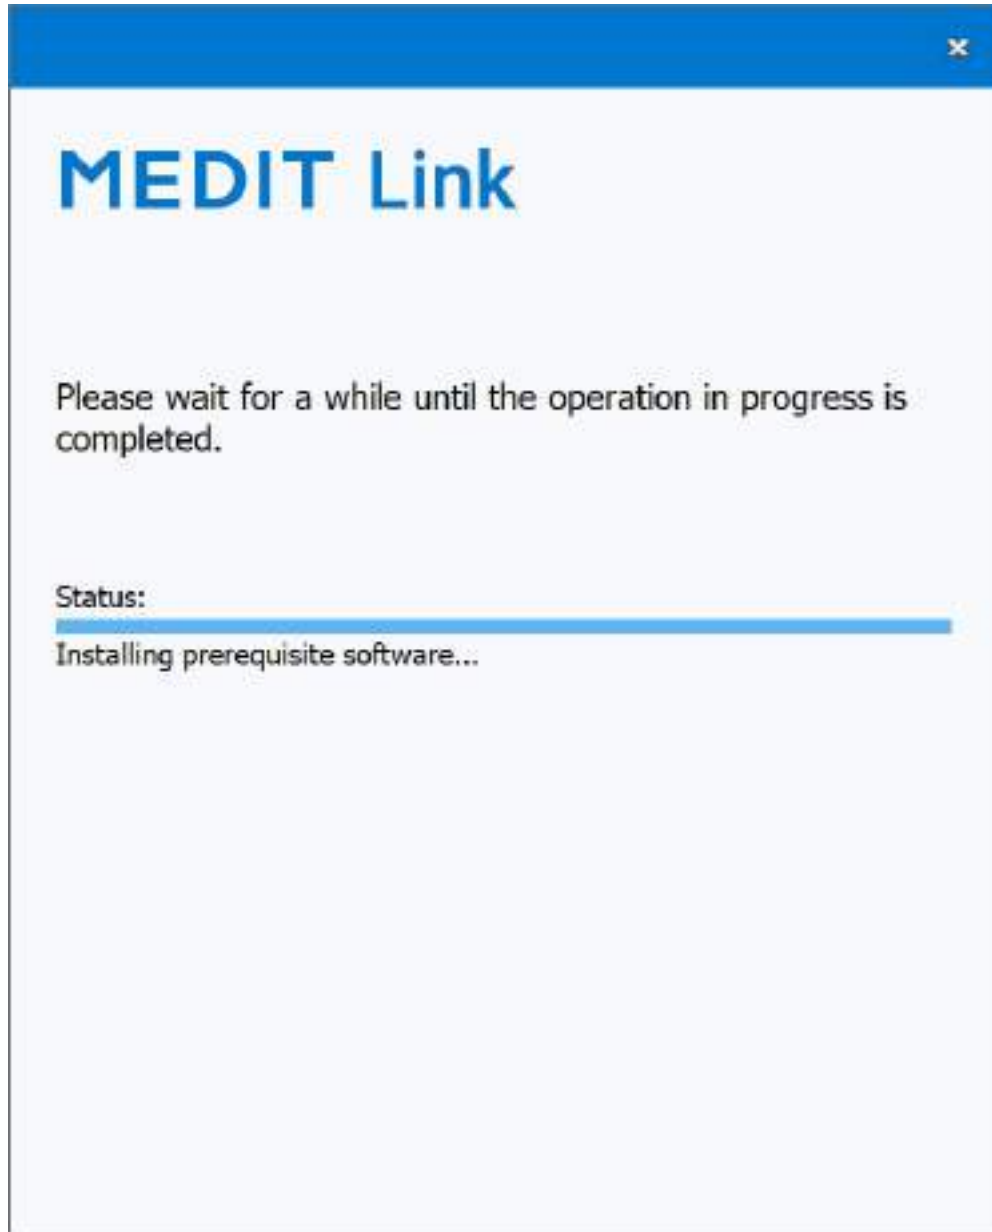 MEDIT Link
Please wait for a while until the operation in progress is
completed.
Status:
Installing prerequisite software...